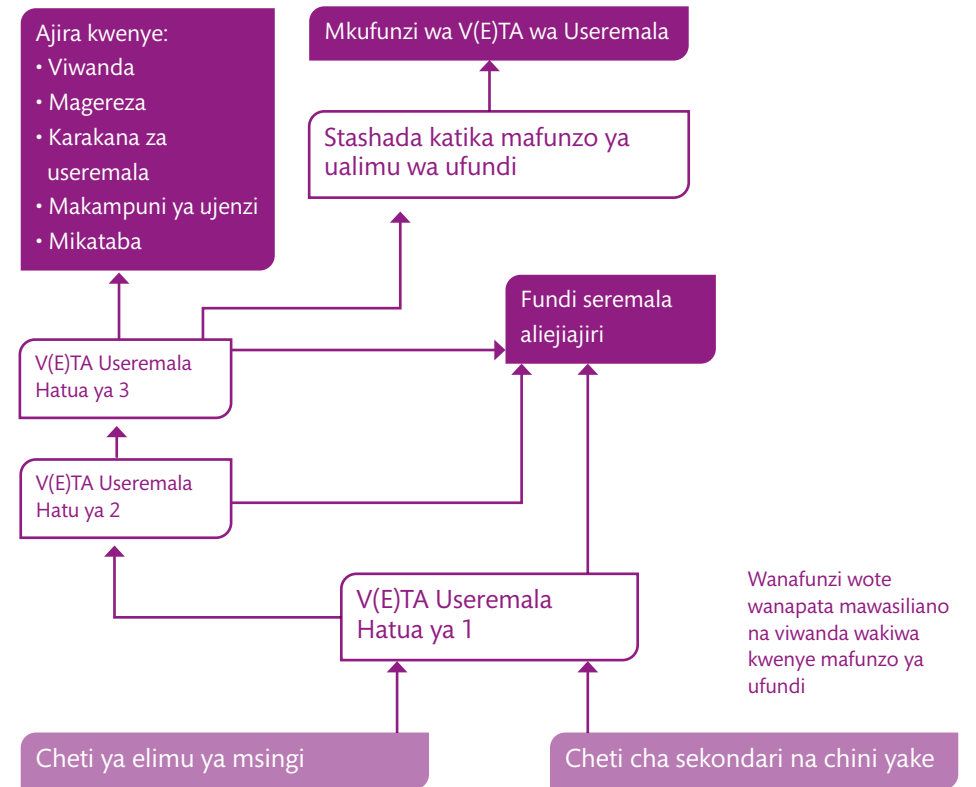 Ajira kwenye:
• Viwanda
• Magereza
• Karakana za
useremala
• Makampuni ya ujenzi
• Mikataba
Mkufunzi wa V(E)TA wa Useremala
Stashada katika mafunzo ya
ualimu wa ufundi
Fundi seremala
aliejiajiri
V(E)TA Useremala
Hatua ya 3
V(E)TA Useremala
Hatu ya 2
V(E)TA Useremala
Hatua ya 1
Wanafunzi wote
wanapata mawasiliano
na viwanda wakiwa
kwenye mafunzo ya
ufundi
Cheti ya elimu ya msingi
Cheti cha sekondari na chini yake